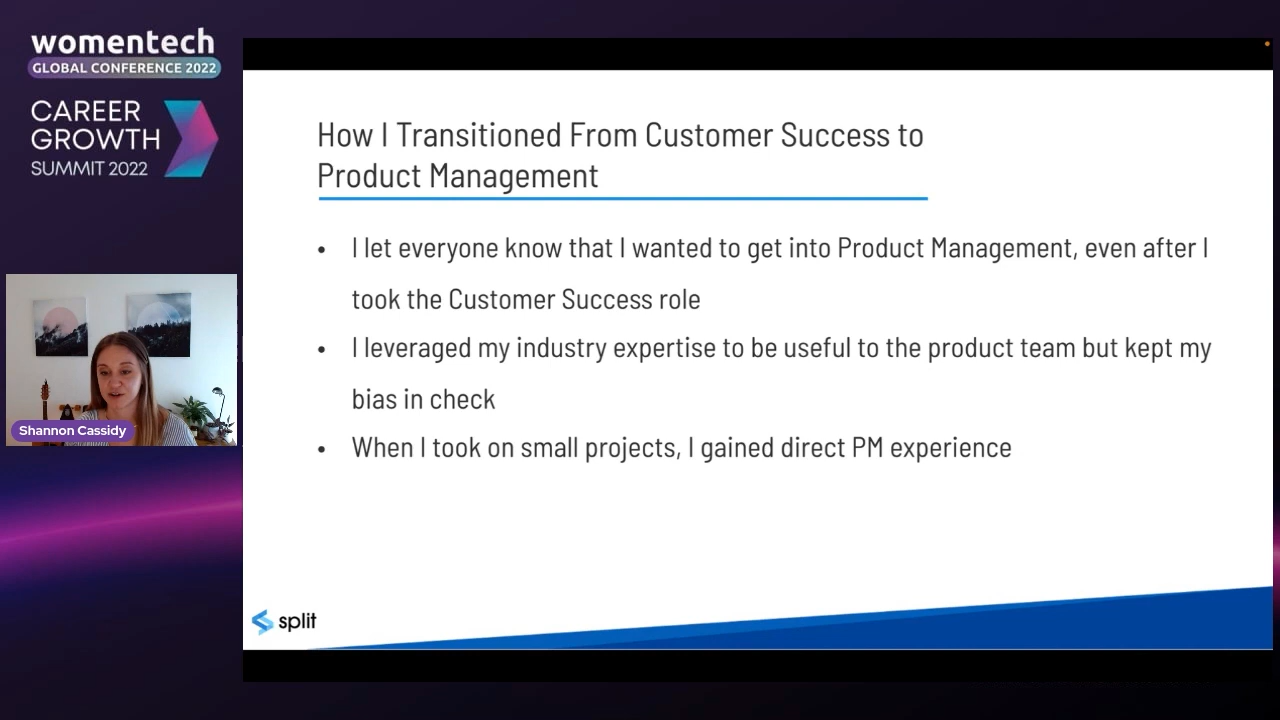 womentech
GLOBAL CONFERENCE 2022
CAREER
GROWTH
SUMMIT 2022
Shannon Cassidy
How I Transitioned From Customer Success to
Product Management
• I let everyone know that I wanted to get into Product Management, even after I
took the Customer Success role
• I leveraged my industry expertise to be useful to the product team but kept my
bias in check
• When I took on small projects, I gained direct PM experience
split